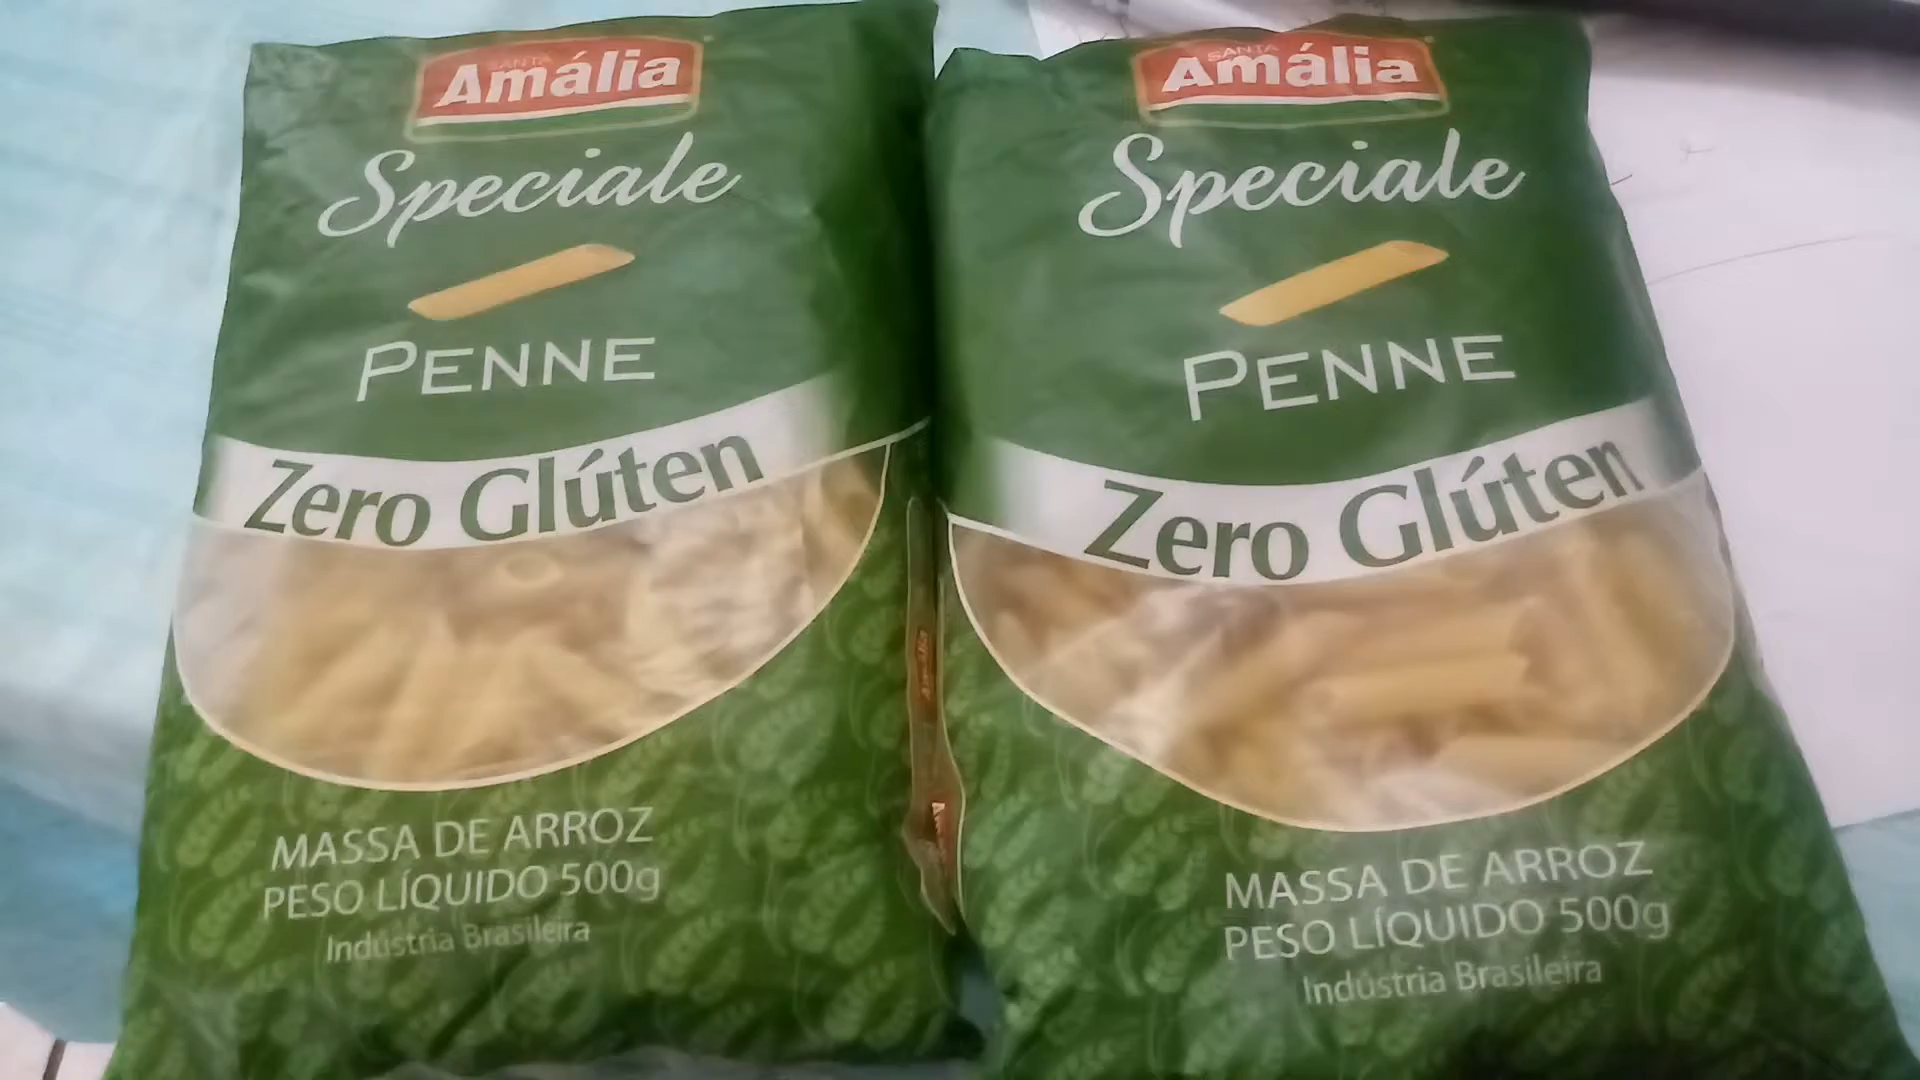 SANTA
Amália
Speciale
PENNE
Zero Glúten
MASSA DE ARROZ
PESO LÍQUIDO 500g
Indústria Brasileira
SANTA
Amália
Speciale
PENNE
Zero Glúten
MASSA DE ARROZ
PESO LÍQUIDO 500g
Indústria Brasileira